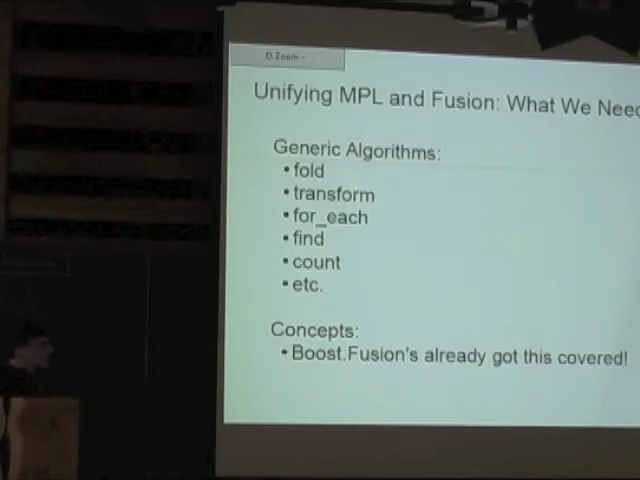 D.Zoom -
Unifying MPL and Fusion: What We Need
Generic Algorithms:
• fold
• transform
• for_each
• find
• count
• etc.
Concepts:
• Boost.Fusion's already got this covered!